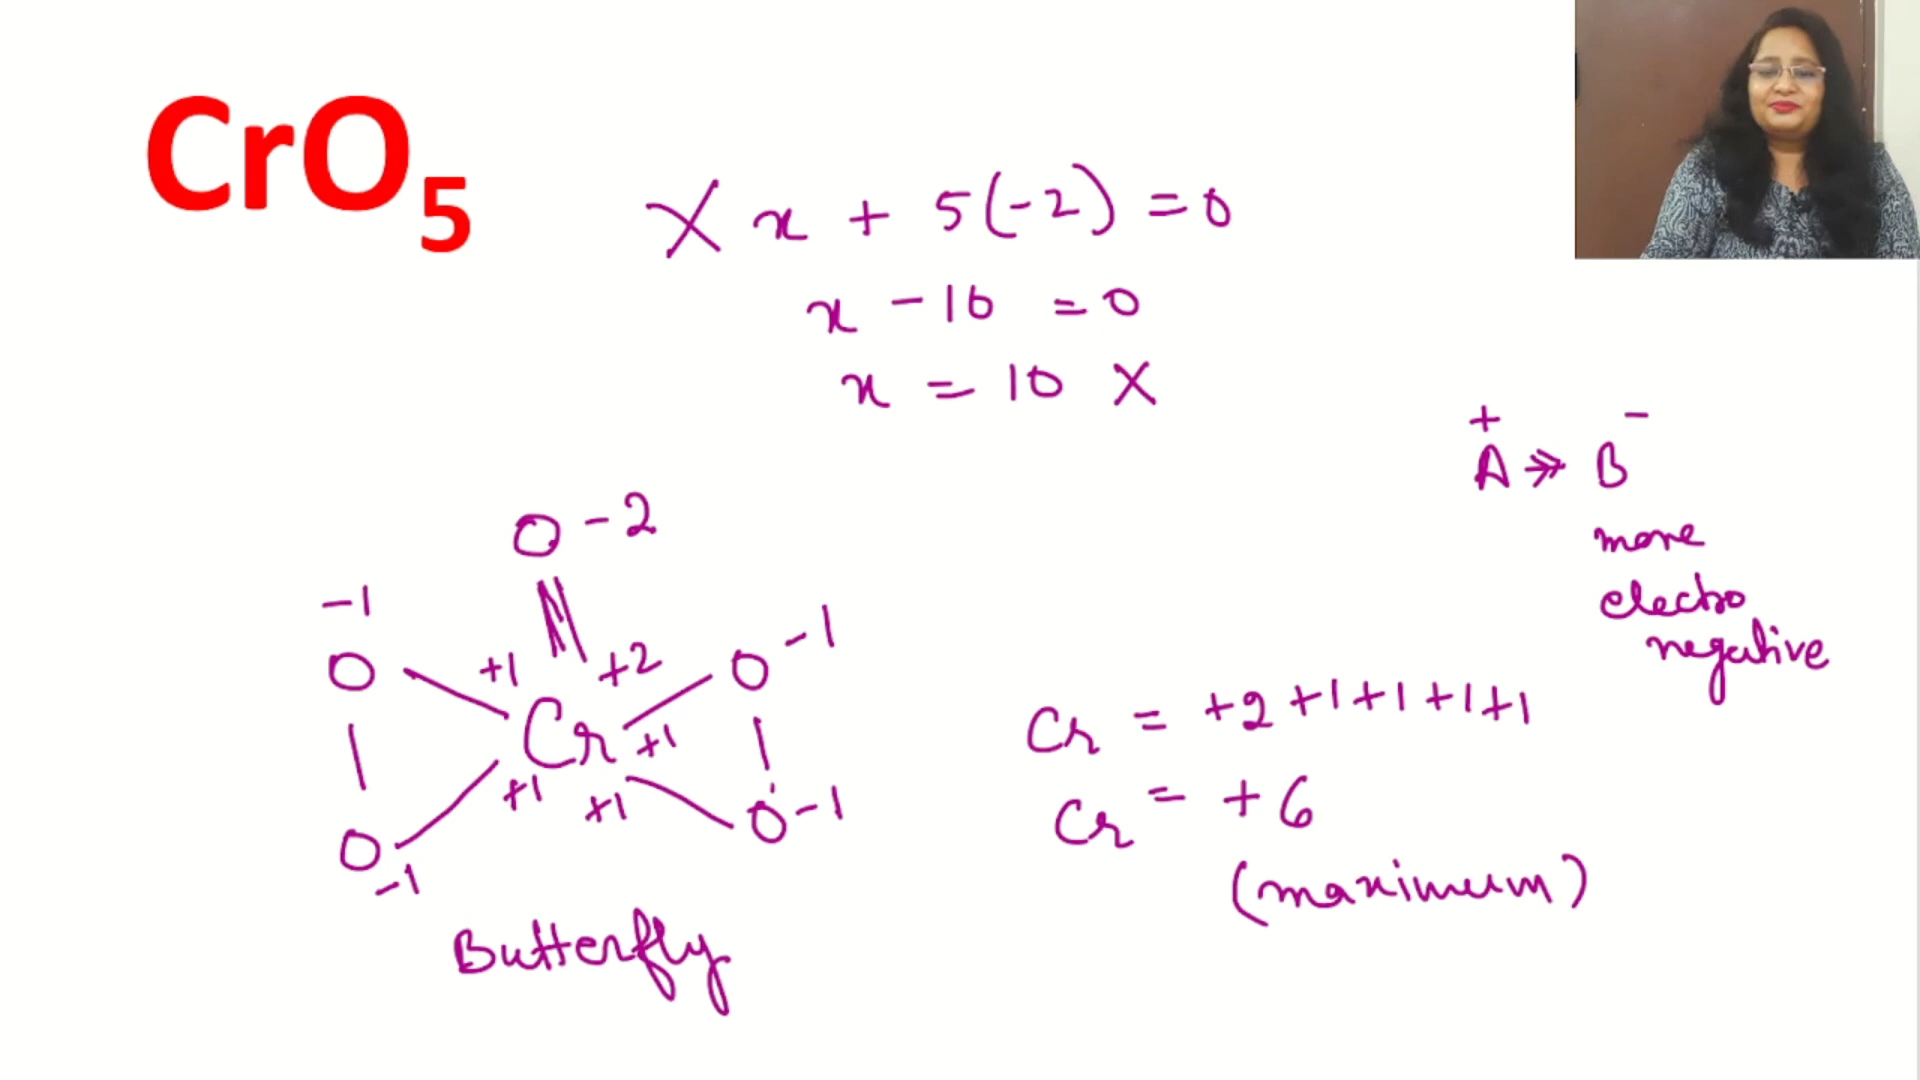 CrO5
X x + 5(-2) = 0
x - 10 = 0
x = 10 X
+ -
A ->> B
more
electro
negative
O -2
-1
O +1 +2 O -1
Cr
+1
+1 +1
O -1 O -1
Butterfly
Cr = +2+1+1+1+1
Cr = +6
(maximum)